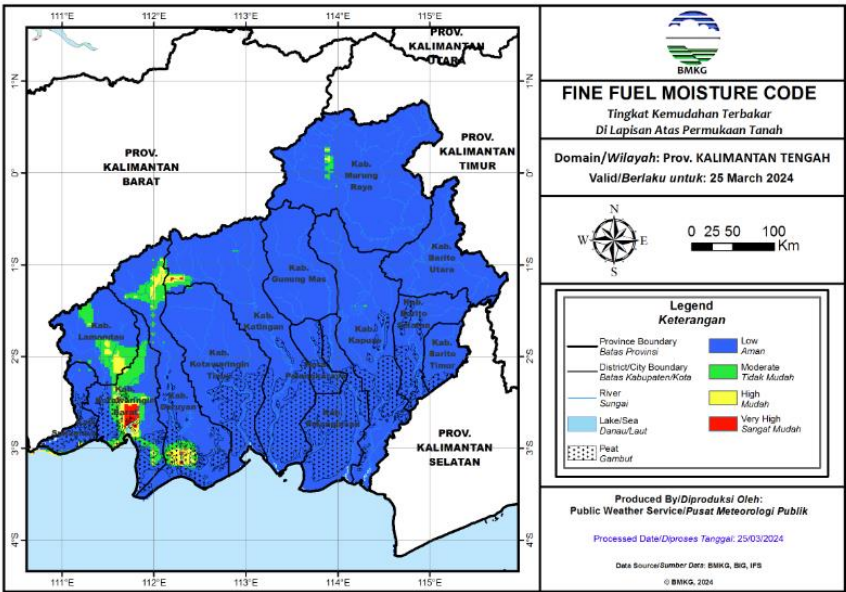 111°E 112°E 113°E 114°E 115°E
PROV.
KALIMANTAN
UTARA
1°N
PROV.
KALIMANTAN
TIMUR
PROV.
KALIMANTAN
BARAT
Kab.
Murung
Raya
0°
Kab.
Barito
Utara
1°S
Kab.
Gunung Mas
Kab.
Barito
Selatan
Kab.
Katingan
Kab.
Kapuas
Kab.
Lamandau
Kab.
Barito
Timur
2°S
Kab.
Kotawaringin
Timur
Kab.
Kotawaringin
Barat
Kab.
Seruyan
3°S
PROV.
KALIMANTAN
SELATAN
4°S
111°E 112°E 113°E 114°E 115°E
BMKG
FINE FUEL MOISTURE CODE
Tingkat Kemudahan Terbakar
Di Lapisan Atas Permukaan Tanah
Domain/Wilayah: Prov. KALIMANTAN TENGAH
Valid/Berlaku untuk: 25 March 2024
N
W E
S
0 25 50 100
Km
Legend
Keterangan
Province Boundary
Batas Provinsi
District/City Boundary
Batas Kabupaten/Kota
River
Sungai
Lake/Sea
Danau/Laut
Peat
Gambut
Low
Aman
Moderate
Tidak Mudah
High
Mudah
Very High
Sangat Mudah
Produced By/Diproduksi Oleh:
Public Weather Service/Pusat Meteorologi Publik
Processed Date/Diproses Tanggal: 25/03/2024
Data Source/Sumber Data: BMKG, BIG, IFS
© BMKG, 2024